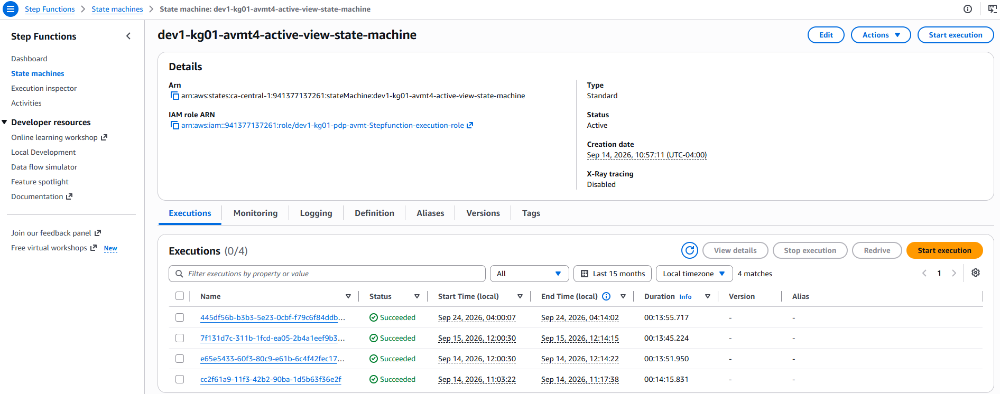 Step Functions > State machines > State machine: dev1-kg01-avmt4-active-view-state-machine
Step Functions
Dashboard
State machines
Execution inspector
Activities
Developer resources
Online learning workshop
Local Development
Data flow simulator
Feature spotlight
Documentation
Join our feedback panel
Free virtual workshops New
dev1-kg01-avmt4-active-view-state-machine
Edit Actions Start execution
Details
Arn
arn:aws:states:ca-central-1:941377137261:stateMachine:dev1-kg01-avmt4-active-view-state-machine
IAM role ARN
arn:aws:iam::941377137261:role/dev1-kg01-pdp-avmt-Stepfunction-execution-role
Type
Standard
Status
Active
Creation date
Sep 14, 2026, 10:57:11 (UTC-04:00)
X-Ray tracing
Disabled
Executions Monitoring Logging Definition Aliases Versions Tags
Executions (0/4) View details Stop execution Redrive Start execution
Filter executions by property or value All Last 15 months Local timezone 4 matches 1
Name Status Start Time (local) End Time (local) Duration Info Version Alias
445df56b-b3b3-5e23-0cbf-f79c6f84ddb... Succeeded Sep 24, 2026, 04:00:07 Sep 24, 2026, 04:14:02 00:13:55.717 - -
7f131d7c-311b-1fcd-ea05-2b4a1eef9b3... Succeeded Sep 15, 2026, 12:00:30 Sep 15, 2026, 12:14:15 00:13:45.224 - -
e65e5433-60f3-80c9-e61b-6c4f42fec17... Succeeded Sep 14, 2026, 12:00:30 Sep 14, 2026, 12:14:22 00:13:51.950 - -
cc2f61a9-11f3-42b2-90ba-1d5b63f36e2f Succeeded Sep 14, 2026, 11:03:22 Sep 14, 2026, 11:17:38 00:14:15.831 - -